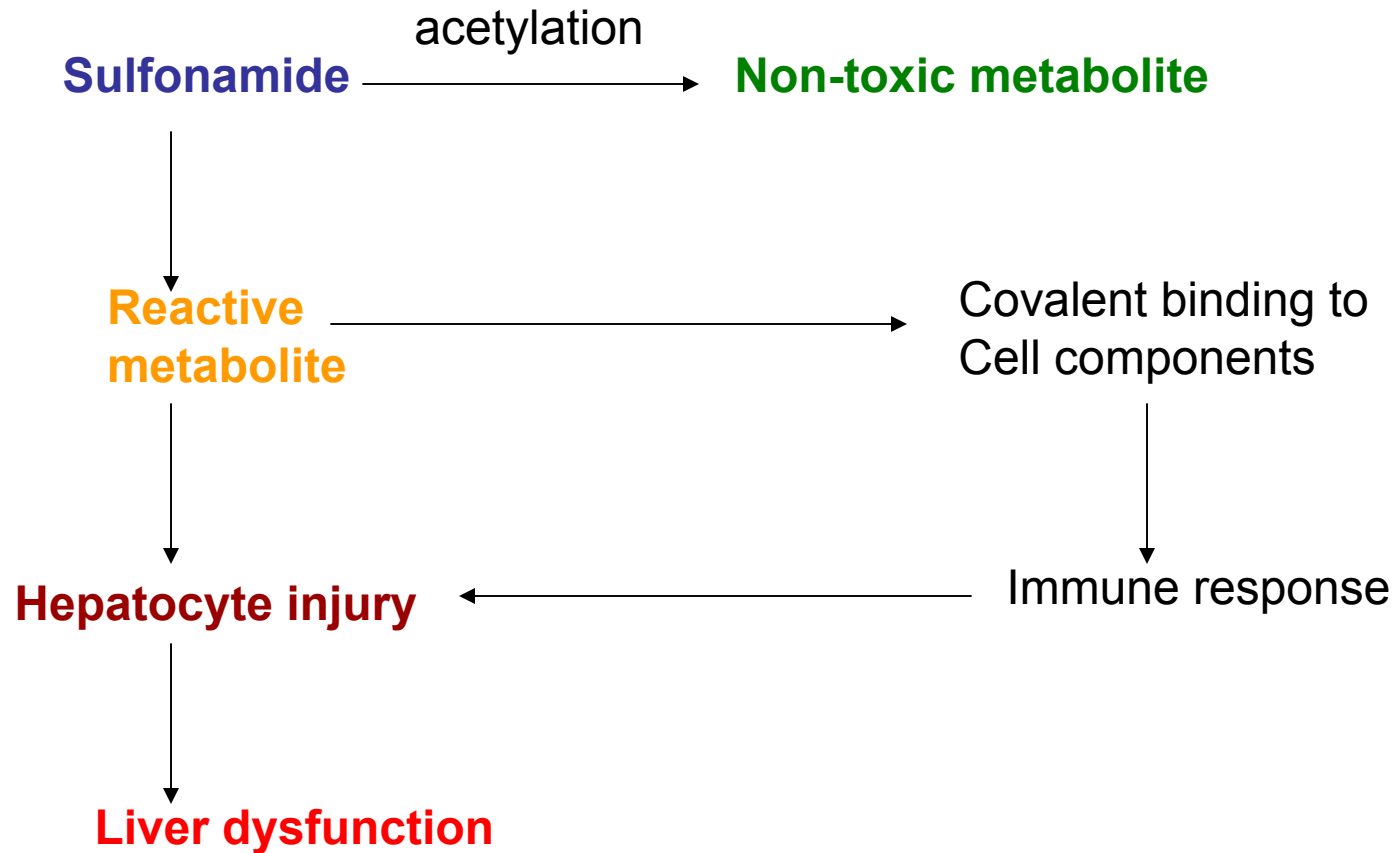 acetylation
Sulfonamide
Non-toxic metabolite
Reactive
metabolite
Covalent binding to
Cell components
Hepatocyte injury
Immune response
Liver dysfunction